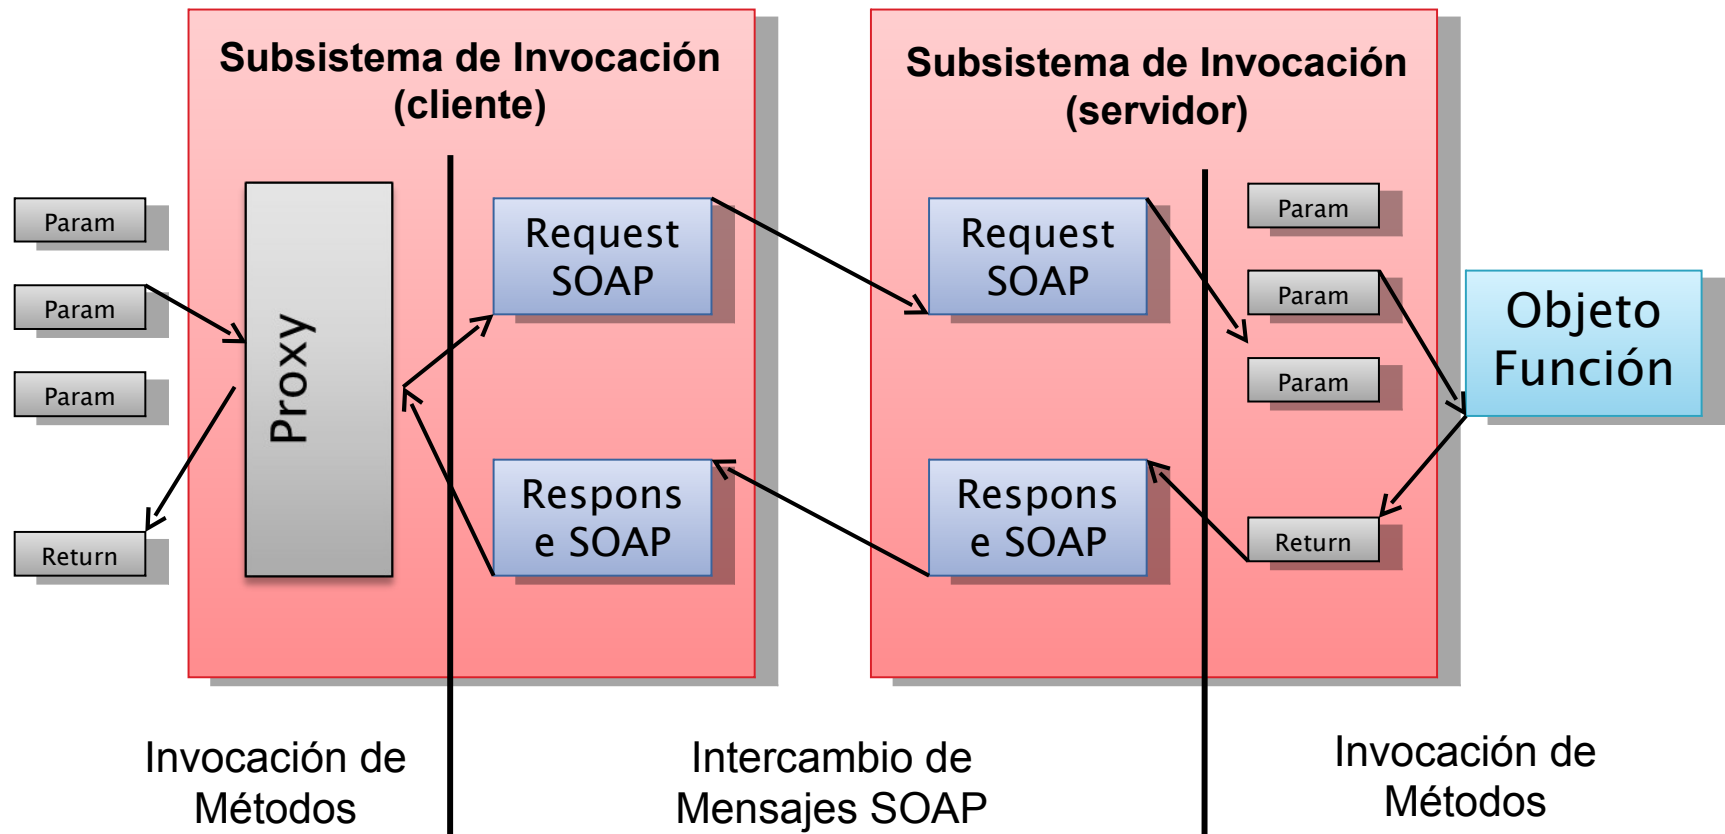 Subsistema de Invocación
(cliente)
Subsistema de Invocación
(servidor)
Param
Param
Param
Return
Proxy
Request
SOAP
Respons
e SOAP
Request
SOAP
Respons
e SOAP
Param
Param
Param
Return
Objeto
Función
Invocación de
Métodos
Intercambio de
Mensajes SOAP
Invocación de
Métodos